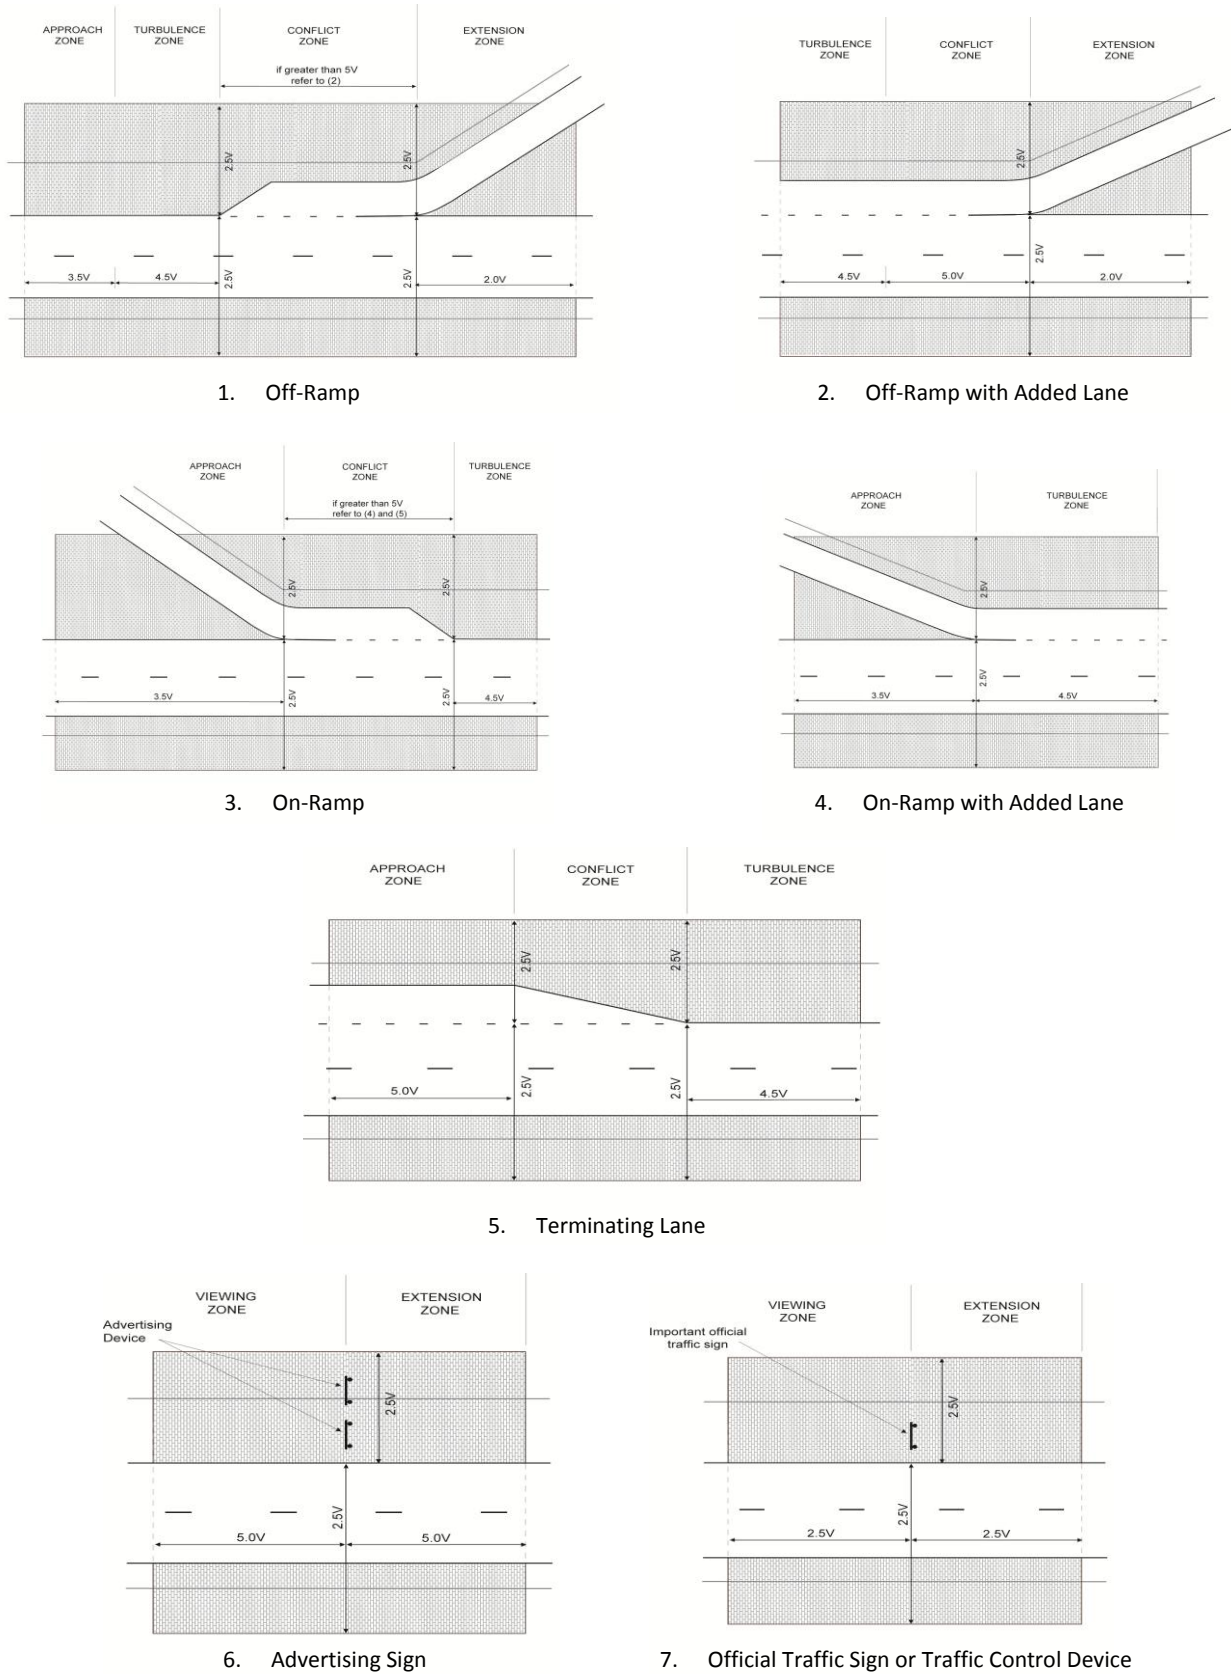 APPROACH
ZONE
TURBULENCE
ZONE
CONFLICT
ZONE
EXTENSION
ZONE
if greater than 5V
refer to (2)
2.5V
2.5V
3.5V
4.5V
2.5V
2.5V
2.0V
1. Off-Ramp
TURBULENCE
ZONE
CONFLICT
ZONE
EXTENSION
ZONE
2.5V
2.5V
4.5V
5.0V
2.0V
2. Off-Ramp with Added Lane
APPROACH
ZONE
CONFLICT
ZONE
TURBULENCE
ZONE
if greater than 5V
refer to (4) and (5)
2.5V
2.5V
3.5V
2.5V
2.5V
4.5V
3. On-Ramp
APPROACH
ZONE
TURBULENCE
ZONE
2.5V
2.5V
3.5V
4.5V
4. On-Ramp with Added Lane
APPROACH
ZONE
CONFLICT
ZONE
TURBULENCE
ZONE
2.5V
2.5V
5.0V
2.5V
2.5V
4.5V
5. Terminating Lane
VIEWING
ZONE
EXTENSION
ZONE
Advertising
Device
2.5V
2.5V
5.0V
5.0V
6. Advertising Sign
VIEWING
ZONE
EXTENSION
ZONE
Important official
traffic sign
2.5V
2.5V
2.5V
2.5V
7. Official Traffic Sign or Traffic Control Device